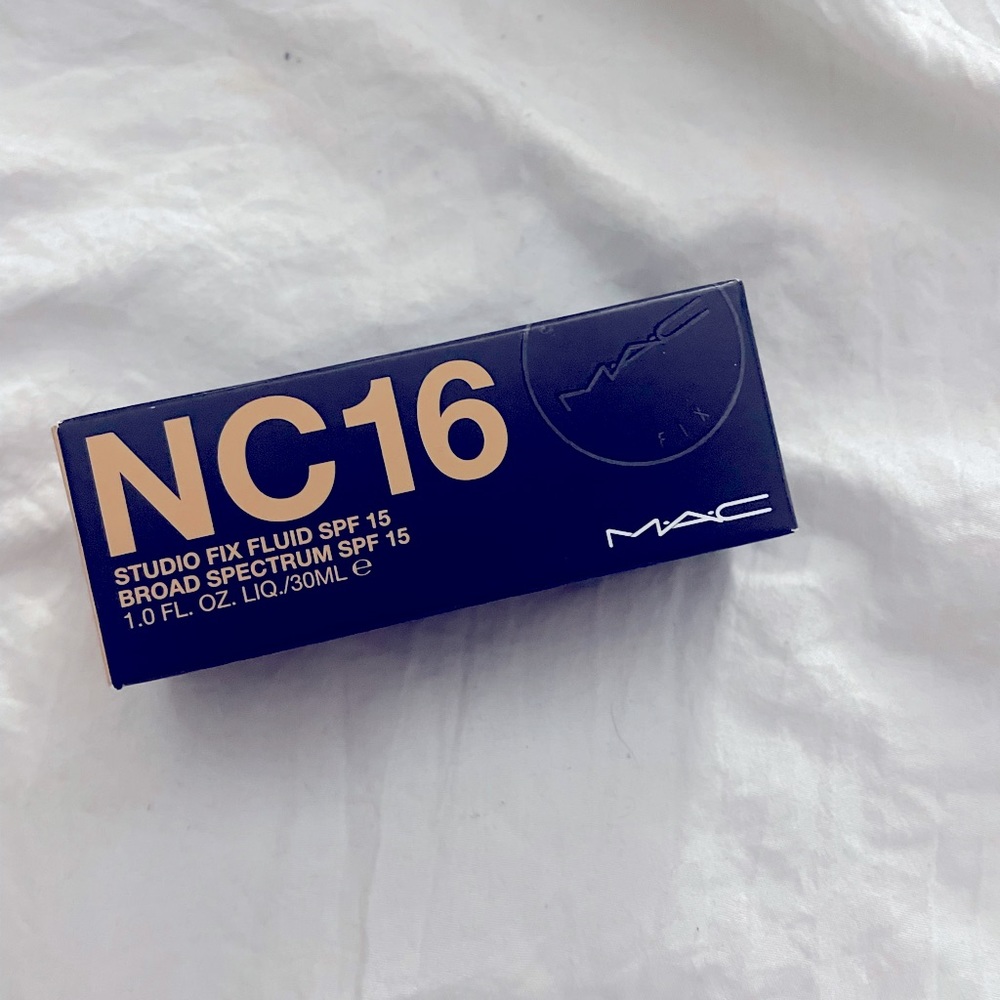 NC16
STUDIO FIX FLUID SPF 15
BROAD SPECTRUM SPF 15
1.0 FL. OZ. LIQ./30ML ℮
M·A·C
FIX
M·A·C